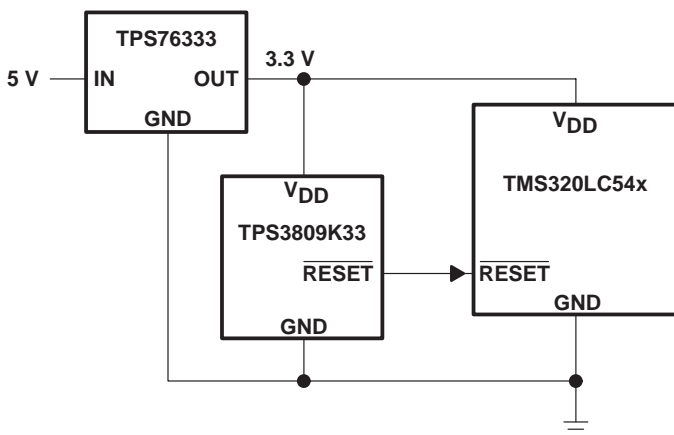 TPS76333
3.3 V
5 V
IN
OUT
GND
VDD
VDD
TMS320LC54x
TPS3809K33
RESET
RESET
GND
GND